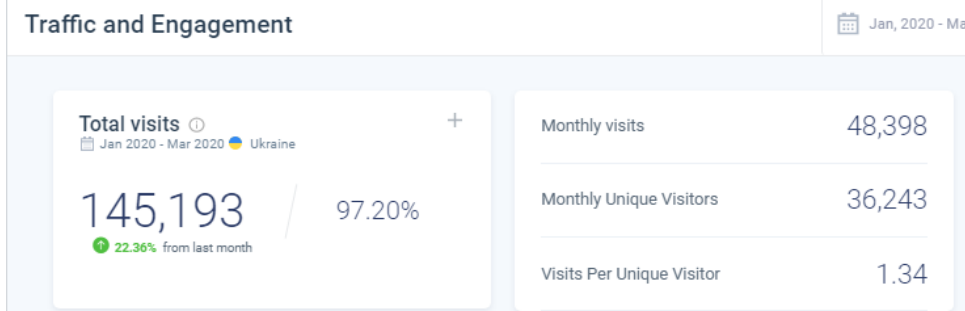 Traffic and Engagement
Jan, 2020 - Ma
Total visits
Jan 2020 - Mar 2020 Ukraine
145,193 / 97.20%
22.36% from last month
Monthly visits 48,398
Monthly Unique Visitors 36,243
Visits Per Unique Visitor 1.34